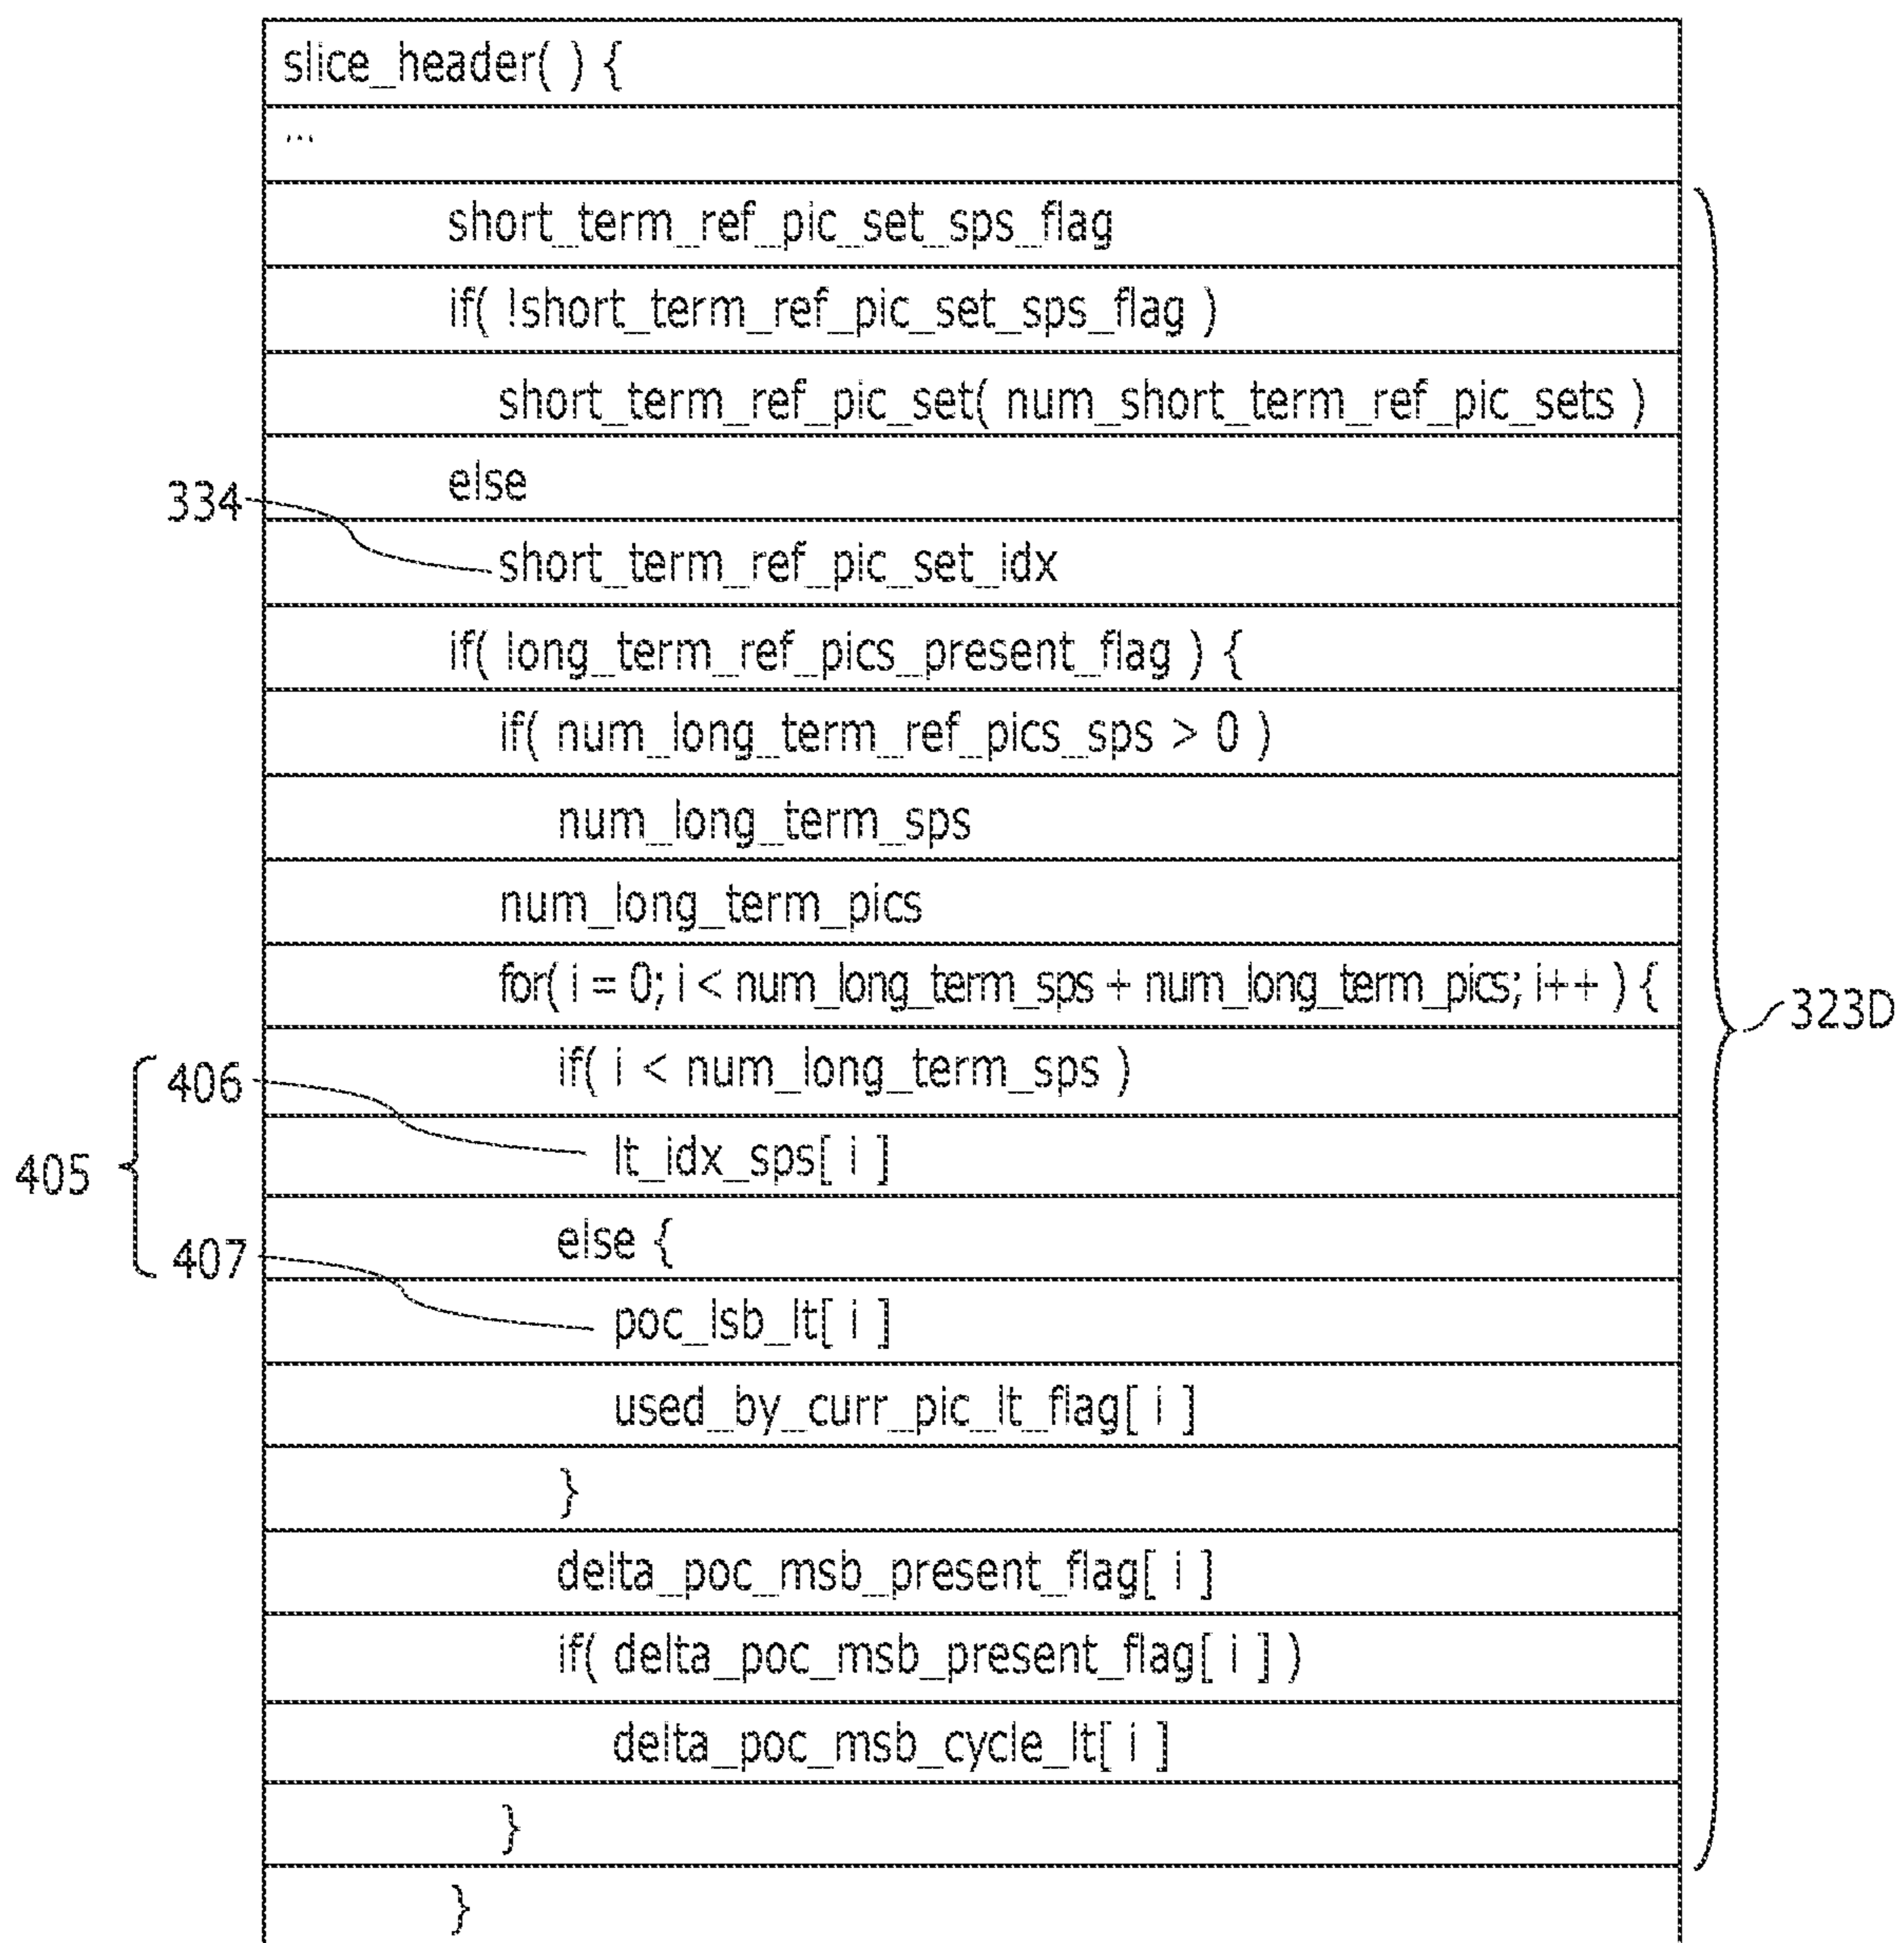 slice_header( ) {
...
short_term_ref_pic_set_sps_flag
if( !short_term_ref_pic_set_sps_flag )
short_term_ref_pic_set( num_short_term_ref_pic_sets )
else
334
short_term_ref_pic_set_idx
if( long_term_ref_pics_present_flag ) {
if( num_long_term_ref_pics_sps > 0 )
num_long_term_sps
num_long_term_pics
for( i = 0; i < num_long_term_sps + num_long_term_pics; i++ ) {
323D
if( i < num_long_term_sps )
406
lt_idx_sps[ i ]
405
else {
407
poc_lsb_lt[ i ]
used_by_curr_pic_lt_flag[ i ]
}
delta_poc_msb_present_flag[ i ]
if( delta_poc_msb_present_flag[ i ] )
delta_poc_msb_cycle_lt[ i ]
}
}